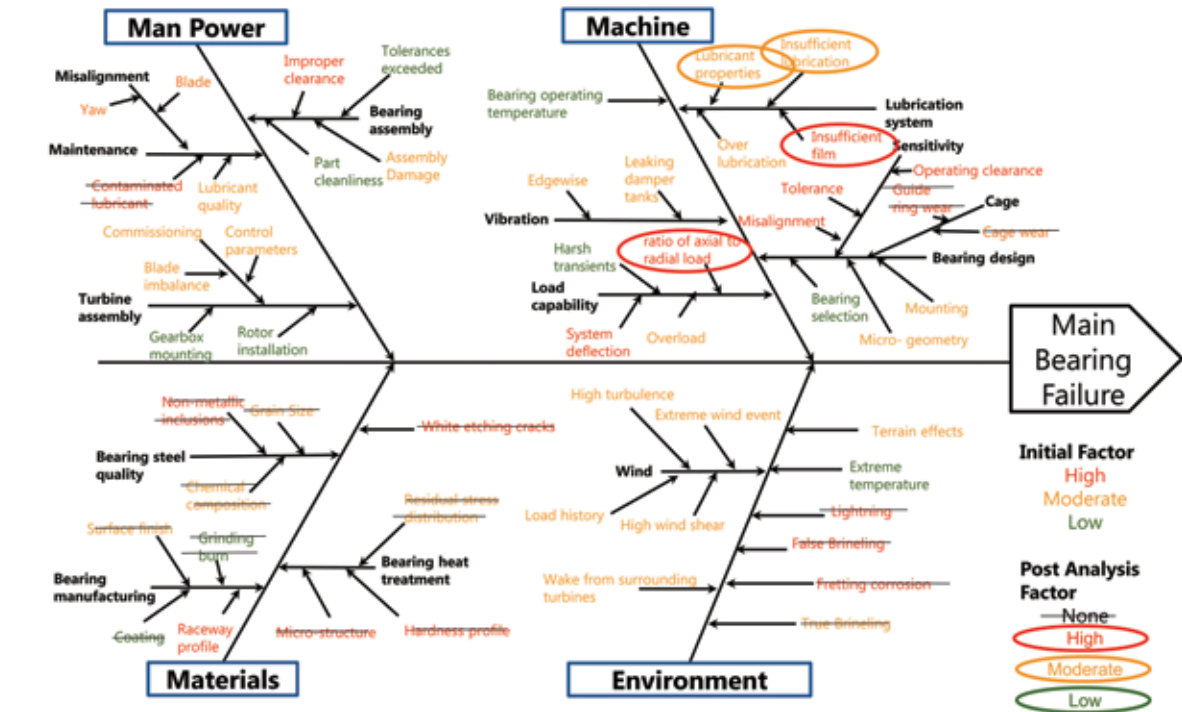 Man Power
Misalignment
Blade
Yaw
Maintenance
Contaminated
lubricant
Lubricant
quality
Improper
clearance
Tolerances
exceeded
Bearing
assembly
Part
cleanliness
Assembly
Damage
Commissioning
Control
parameters
Blade
imbalance
Turbine
assembly
Gearbox
mounting
Rotor
installation
Machine
Bearing operating
temperature
Lubricant
properties
Insufficient
lubrication
Lubrication
system
Over
lubrication
Insufficient
film
Sensitivity
Operating clearance
Tolerance
Guide
ring wear
Cage
Misalignment
Cage wear
Bearing design
Bearing
selection
Mounting
Micro- geometry
Edgewise
Leaking
damper
tanks
Vibration
Harsh
transients
ratio of axial to
radial load
Load
capability
System
deflection
Overload
Main
Bearing
Failure
Non-metallic
inclusions
Grain Size
White etching cracks
Bearing steel
quality
Chemical
composition
Residual stress
distribution
Surface finish
Grinding
burn
Bearing
manufacturing
Bearing heat
treatment
Coating
Raceway
profile
Micro-structure
Hardness profile
Materials
High turbulence
Extreme wind event
Terrain effects
Wind
Extreme
temperature
Load history
High wind shear
Lightning
False Brineling
Wake from surrounding
turbines
Fretting corrosion
True Brineling
Environment
Initial Factor
High
Moderate
Low
Post Analysis
Factor
None
High
Moderate
Low